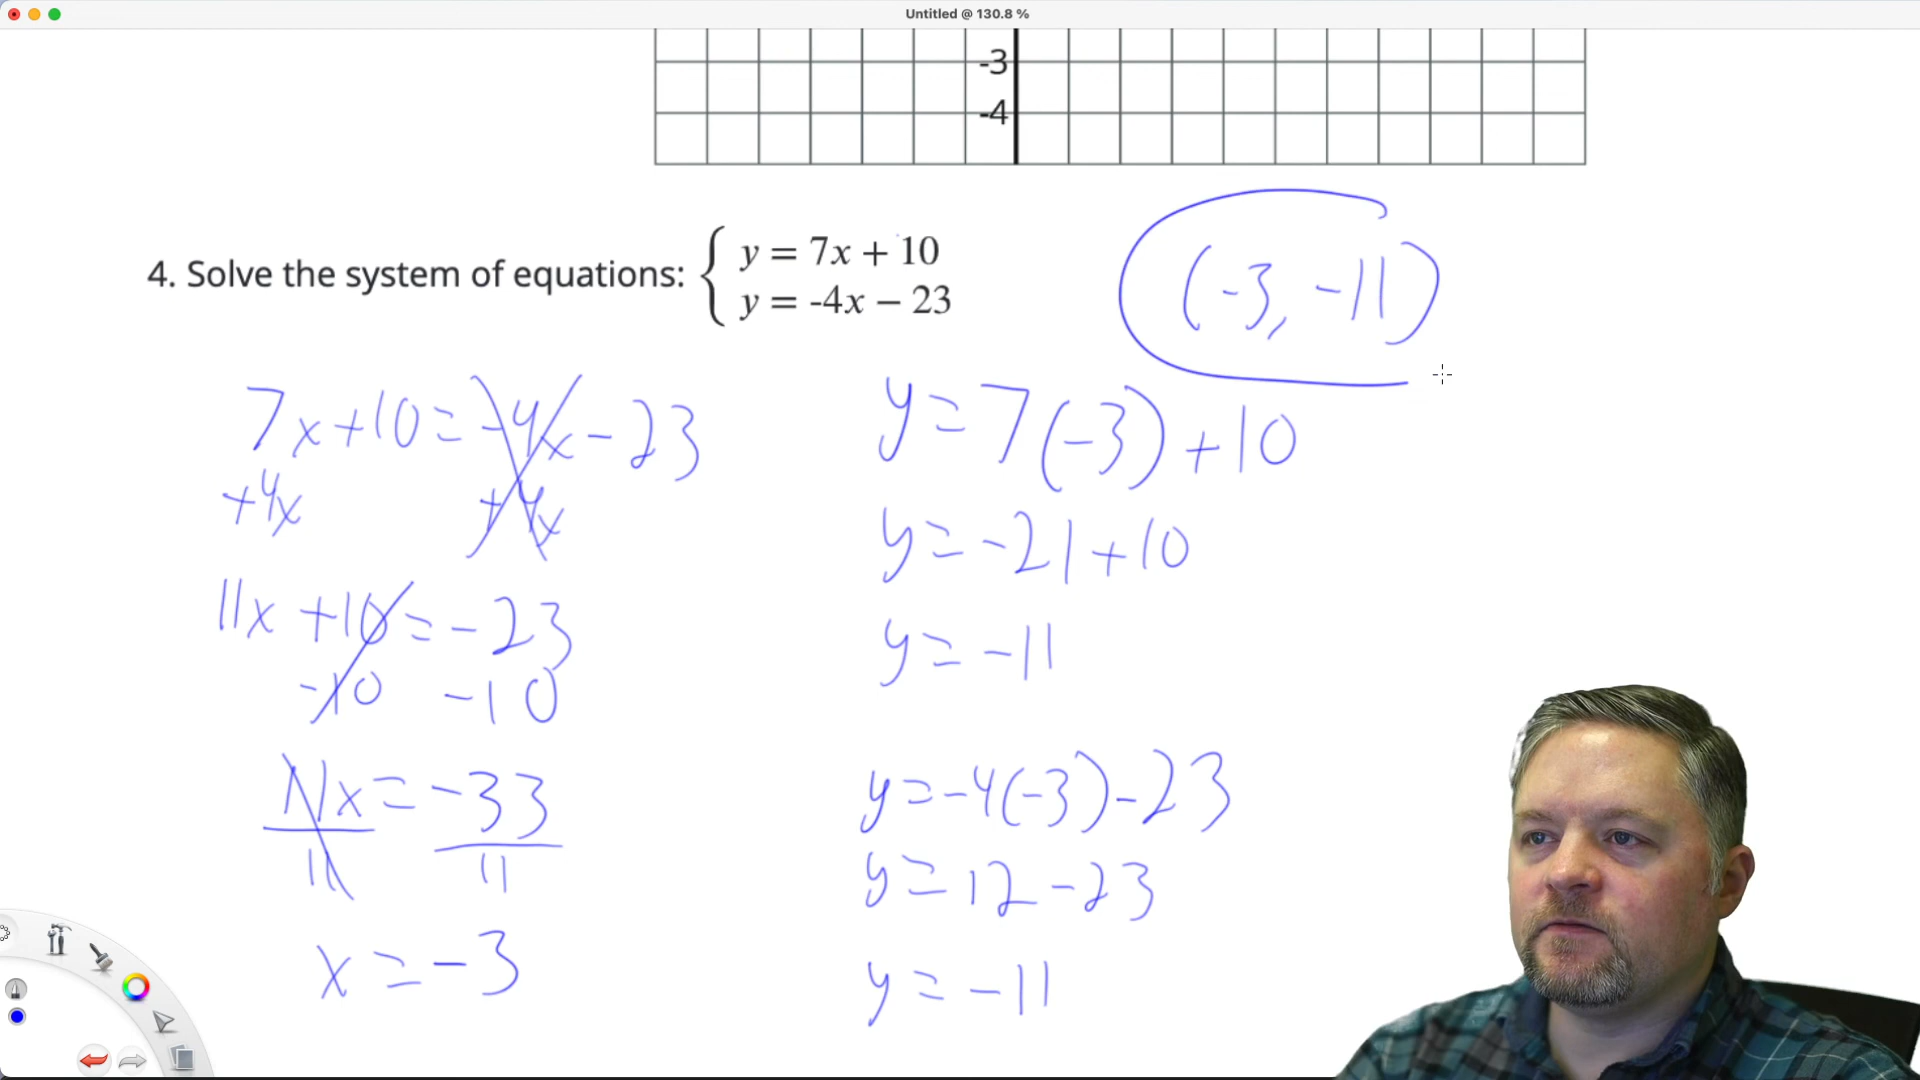 Untitled @ 130.8 %
-3
-4
4. Solve the system of equations: { y = 7x + 10
y = -4x − 23
(-3, -11)
7x+10=-4x-23
+4x +4x
11x +10=-23
-10 -10
11x=-33
11 11
x=-3
y=7(-3)+10
y=-21+10
y=-11
y=-4(-3)-23
y=12-23
y=-11